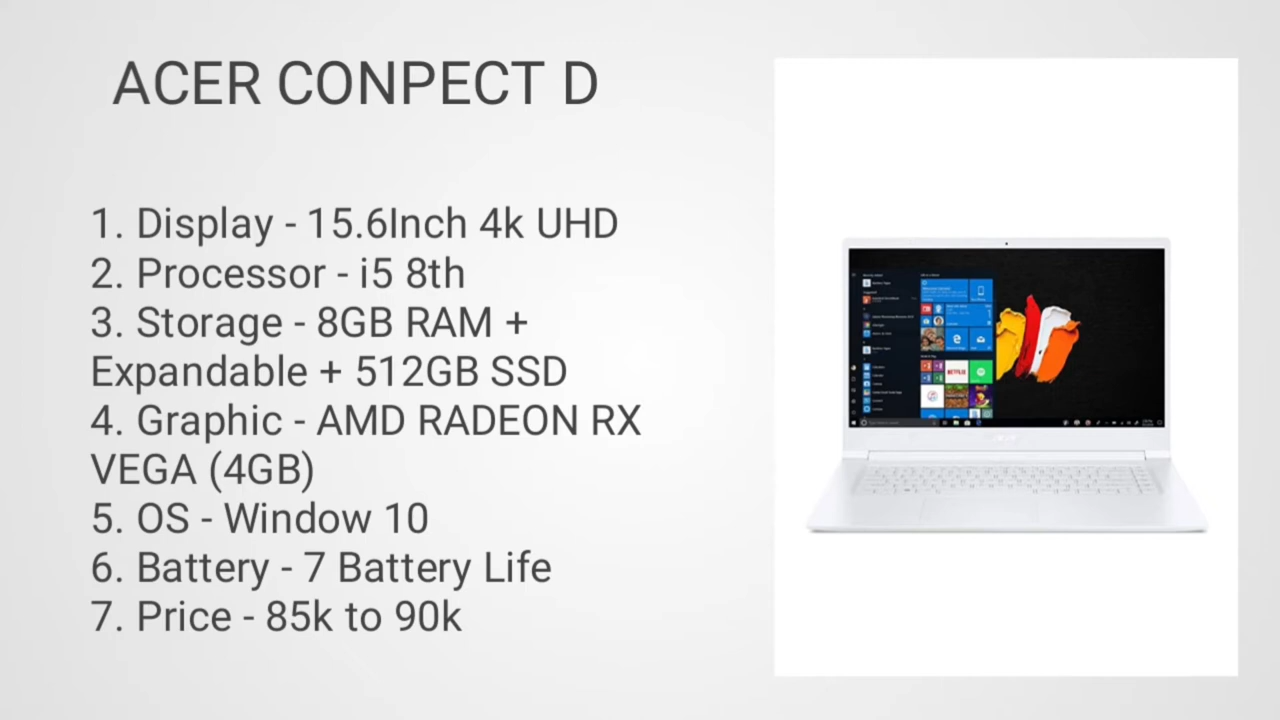 ACER CONPECT D
1. Display - 15.6Inch 4k UHD
2. Processor - i5 8th
3. Storage - 8GB RAM +
Expandable + 512GB SSD
4. Graphic - AMD RADEON RX
VEGA (4GB)
5. OS - Window 10
6. Battery - 7 Battery Life
7. Price - 85k to 90k
NETFLIX
acer